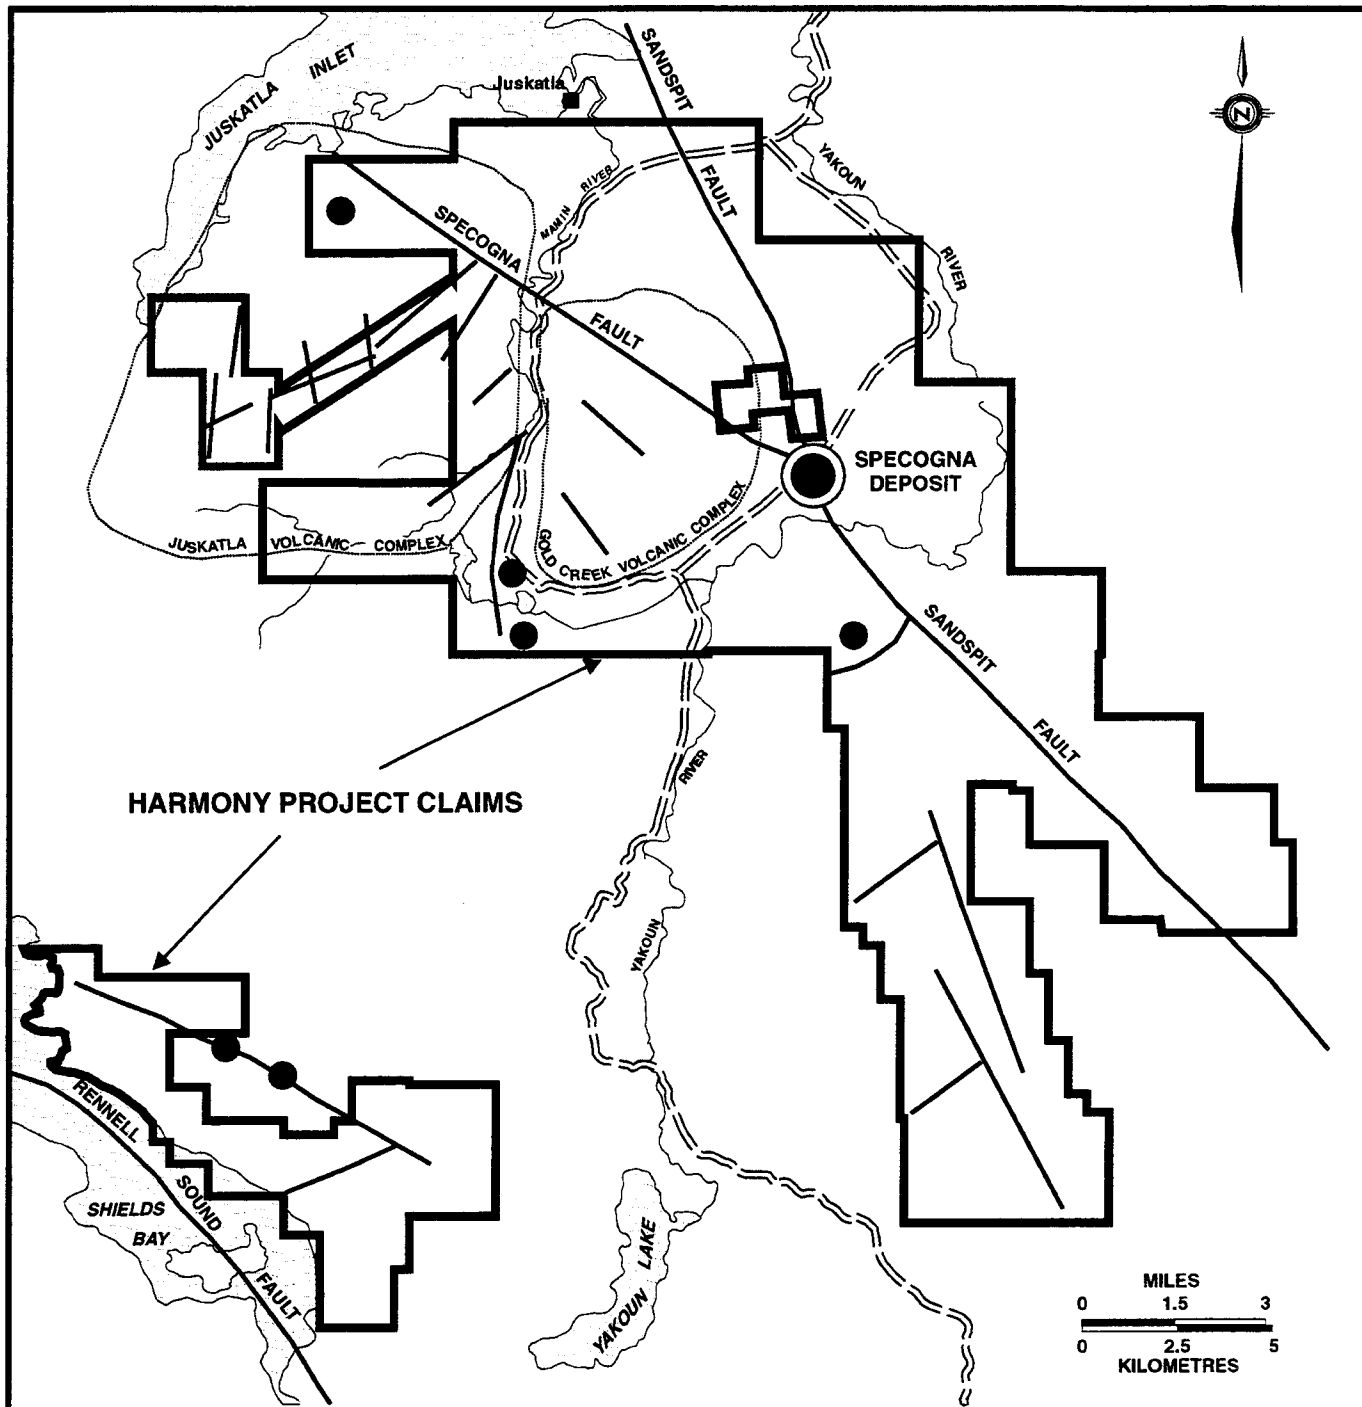 JUSKATLA INLET
Juskatla
SANDSPIT
FAULT
N
YAKOUN
RIVER
MAMIN RIVER
SPECOGNA
FAULT
SPECOGNA
DEPOSIT
JUSKATLA VOLCANIC COMPLEX
GOLD CREEK VOLCANIC COMPLEX
SANDSPIT
FAULT
HARMONY PROJECT CLAIMS
YAKOUN
RIVER
RENNELL
SOUND
FAULT
SHIELDS
BAY
YAKOUN LAKE
MILES
0 1.5 3
0 2.5 5
KILOMETRES